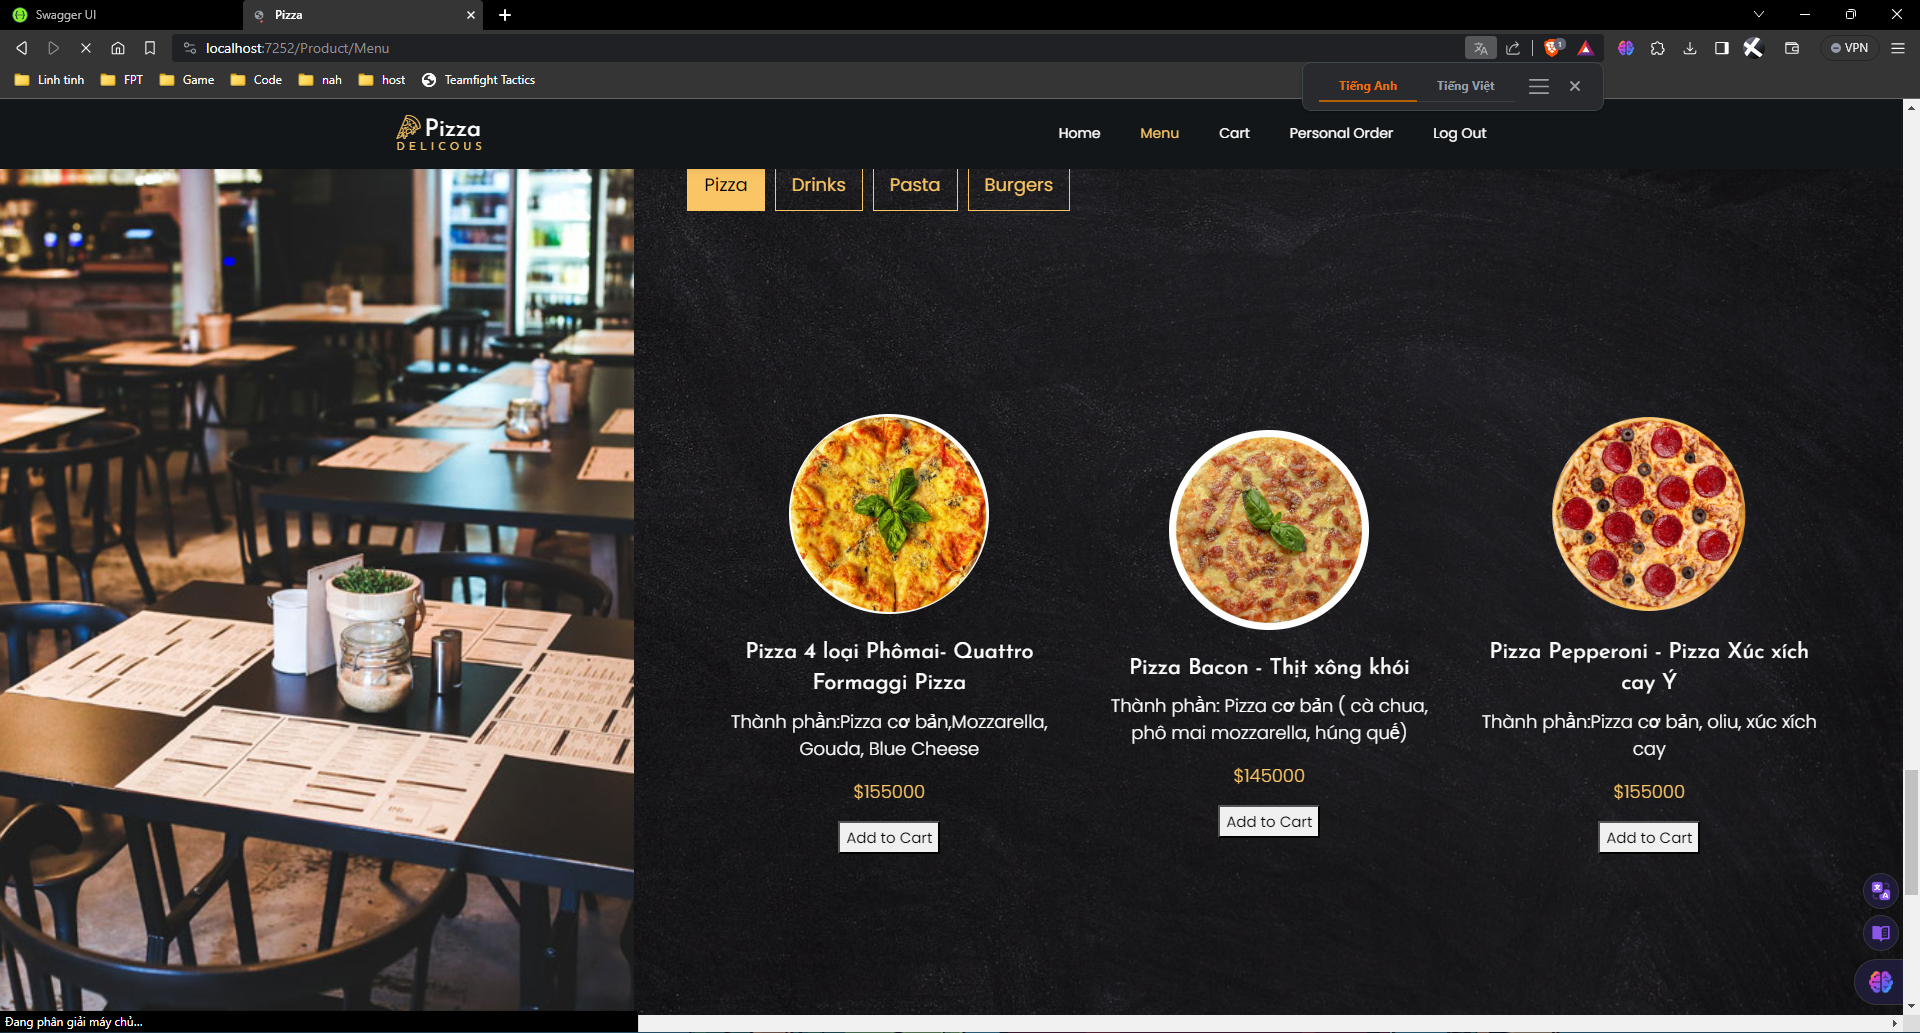 Swagger UI
Pizza
localhost:7252/Product/Menu
VPN
Linh tinh
FPT
Game
Code
nah
host
Teamfight Tactics
Tiếng Anh
Tiếng Việt
Pizza
DELICOUS
Home
Menu
Cart
Personal Order
Log Out
Pizza
Drinks
Pasta
Burgers
Pizza 4 loại Phômai- Quattro
Formaggi Pizza
Thành phần:Pizza cơ bản,Mozzarella,
Gouda, Blue Cheese
$155000
Add to Cart
Pizza Bacon - Thịt xông khói
Thành phần: Pizza cơ bản ( cà chua,
phô mai mozzarella, húng quế)
$145000
Add to Cart
Pizza Pepperoni - Pizza Xúc xích
cay Ý
Thành phần:Pizza cơ bản, oliu, xúc xích
cay
$155000
Add to Cart
Đang phân giải máy chủ...